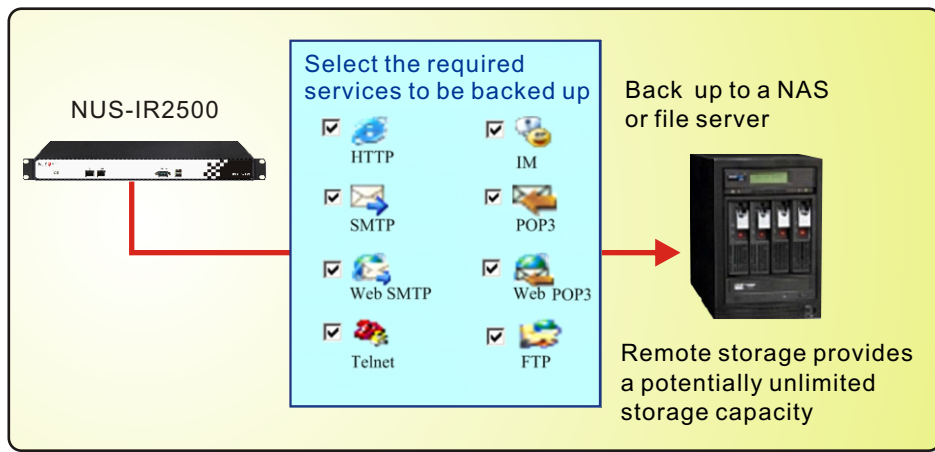 NUS-IR2500
Select the required
services to be backed up
HTTP
IM
SMTP
POP3
Web SMTP
Web POP3
Telnet
FTP
Back up to a NAS
or file server
Remote storage provides
a potentially unlimited
storage capacity